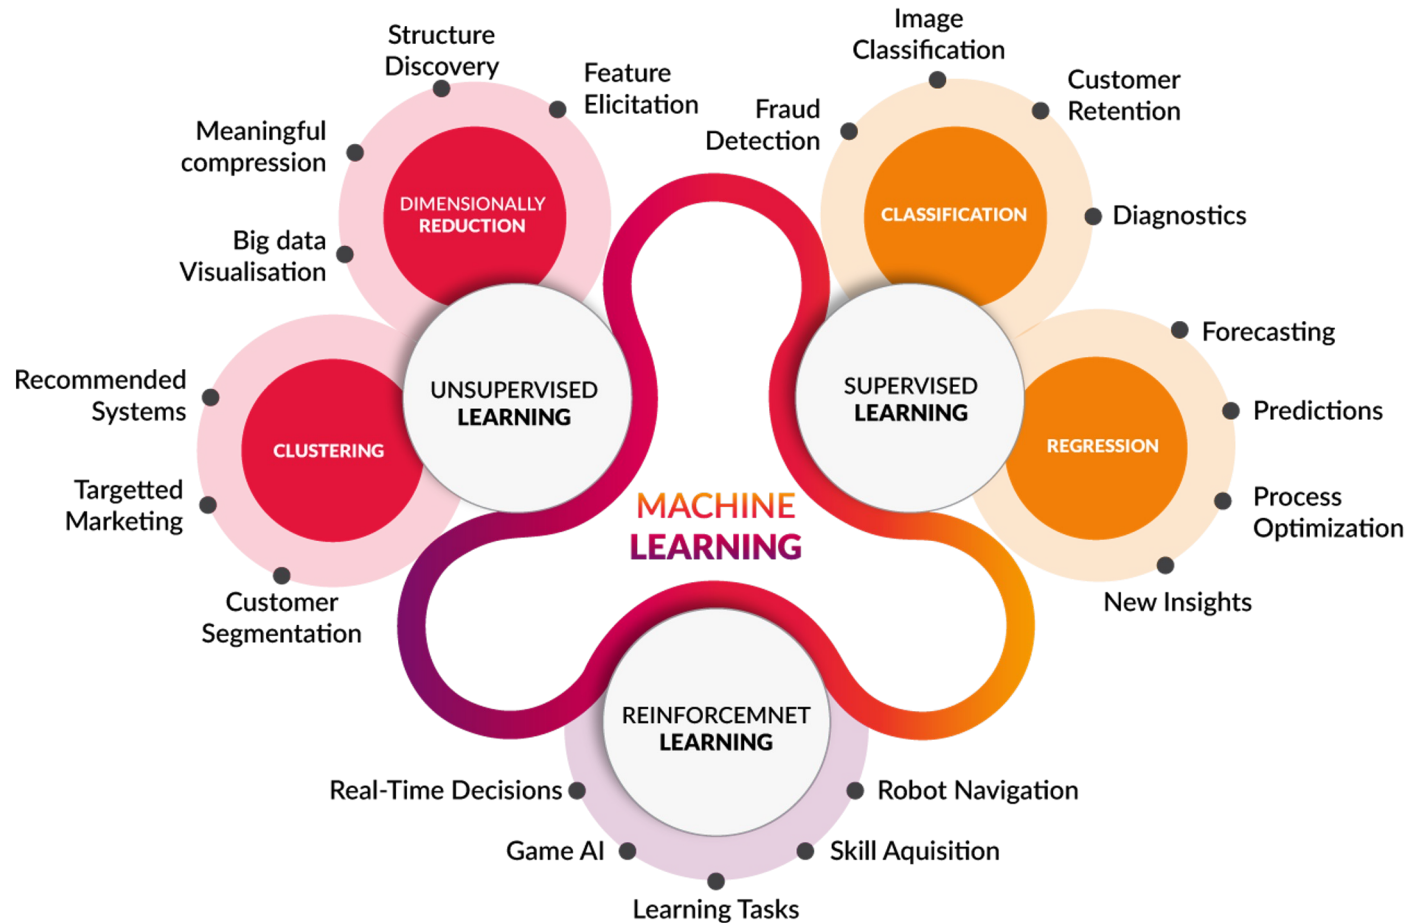 Structure
Discovery
Feature
Elicitation
Meaningful
compression
Big data
Visualisation
DIMENSIONALLY
REDUCTION
Recommended
Systems
Targetted
Marketing
Customer
Segmentation
CLUSTERING
UNSUPERVISED
LEARNING
Fraud
Detection
Image
Classification
Customer
Retention
Diagnostics
CLASSIFICATION
SUPERVISED
LEARNING
REGRESSION
Forecasting
Predictions
Process
Optimization
New Insights
MACHINE
LEARNING
REINFORCEMNET
LEARNING
Real-Time Decisions
Game AI
Learning Tasks
Skill Aquisition
Robot Navigation